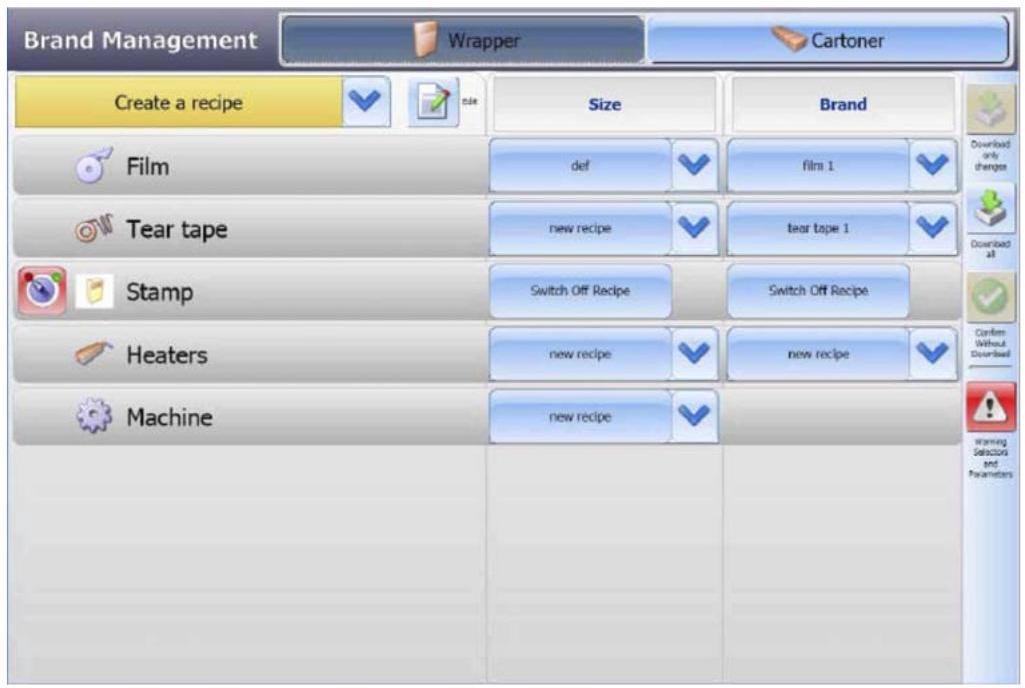 Brand Management
Wrapper
Cartoner
Create a recipe
Edit
Size
Brand
Film
def
film 1
Tear tape
new recipe
tear tape 1
Stamp
Switch Off Recipe
Switch Off Recipe
Heaters
new recipe
new recipe
Machine
new recipe
Download
only
changes
Download
all
Confirm
Without
Download
Warning
Selectors
and
Parameters